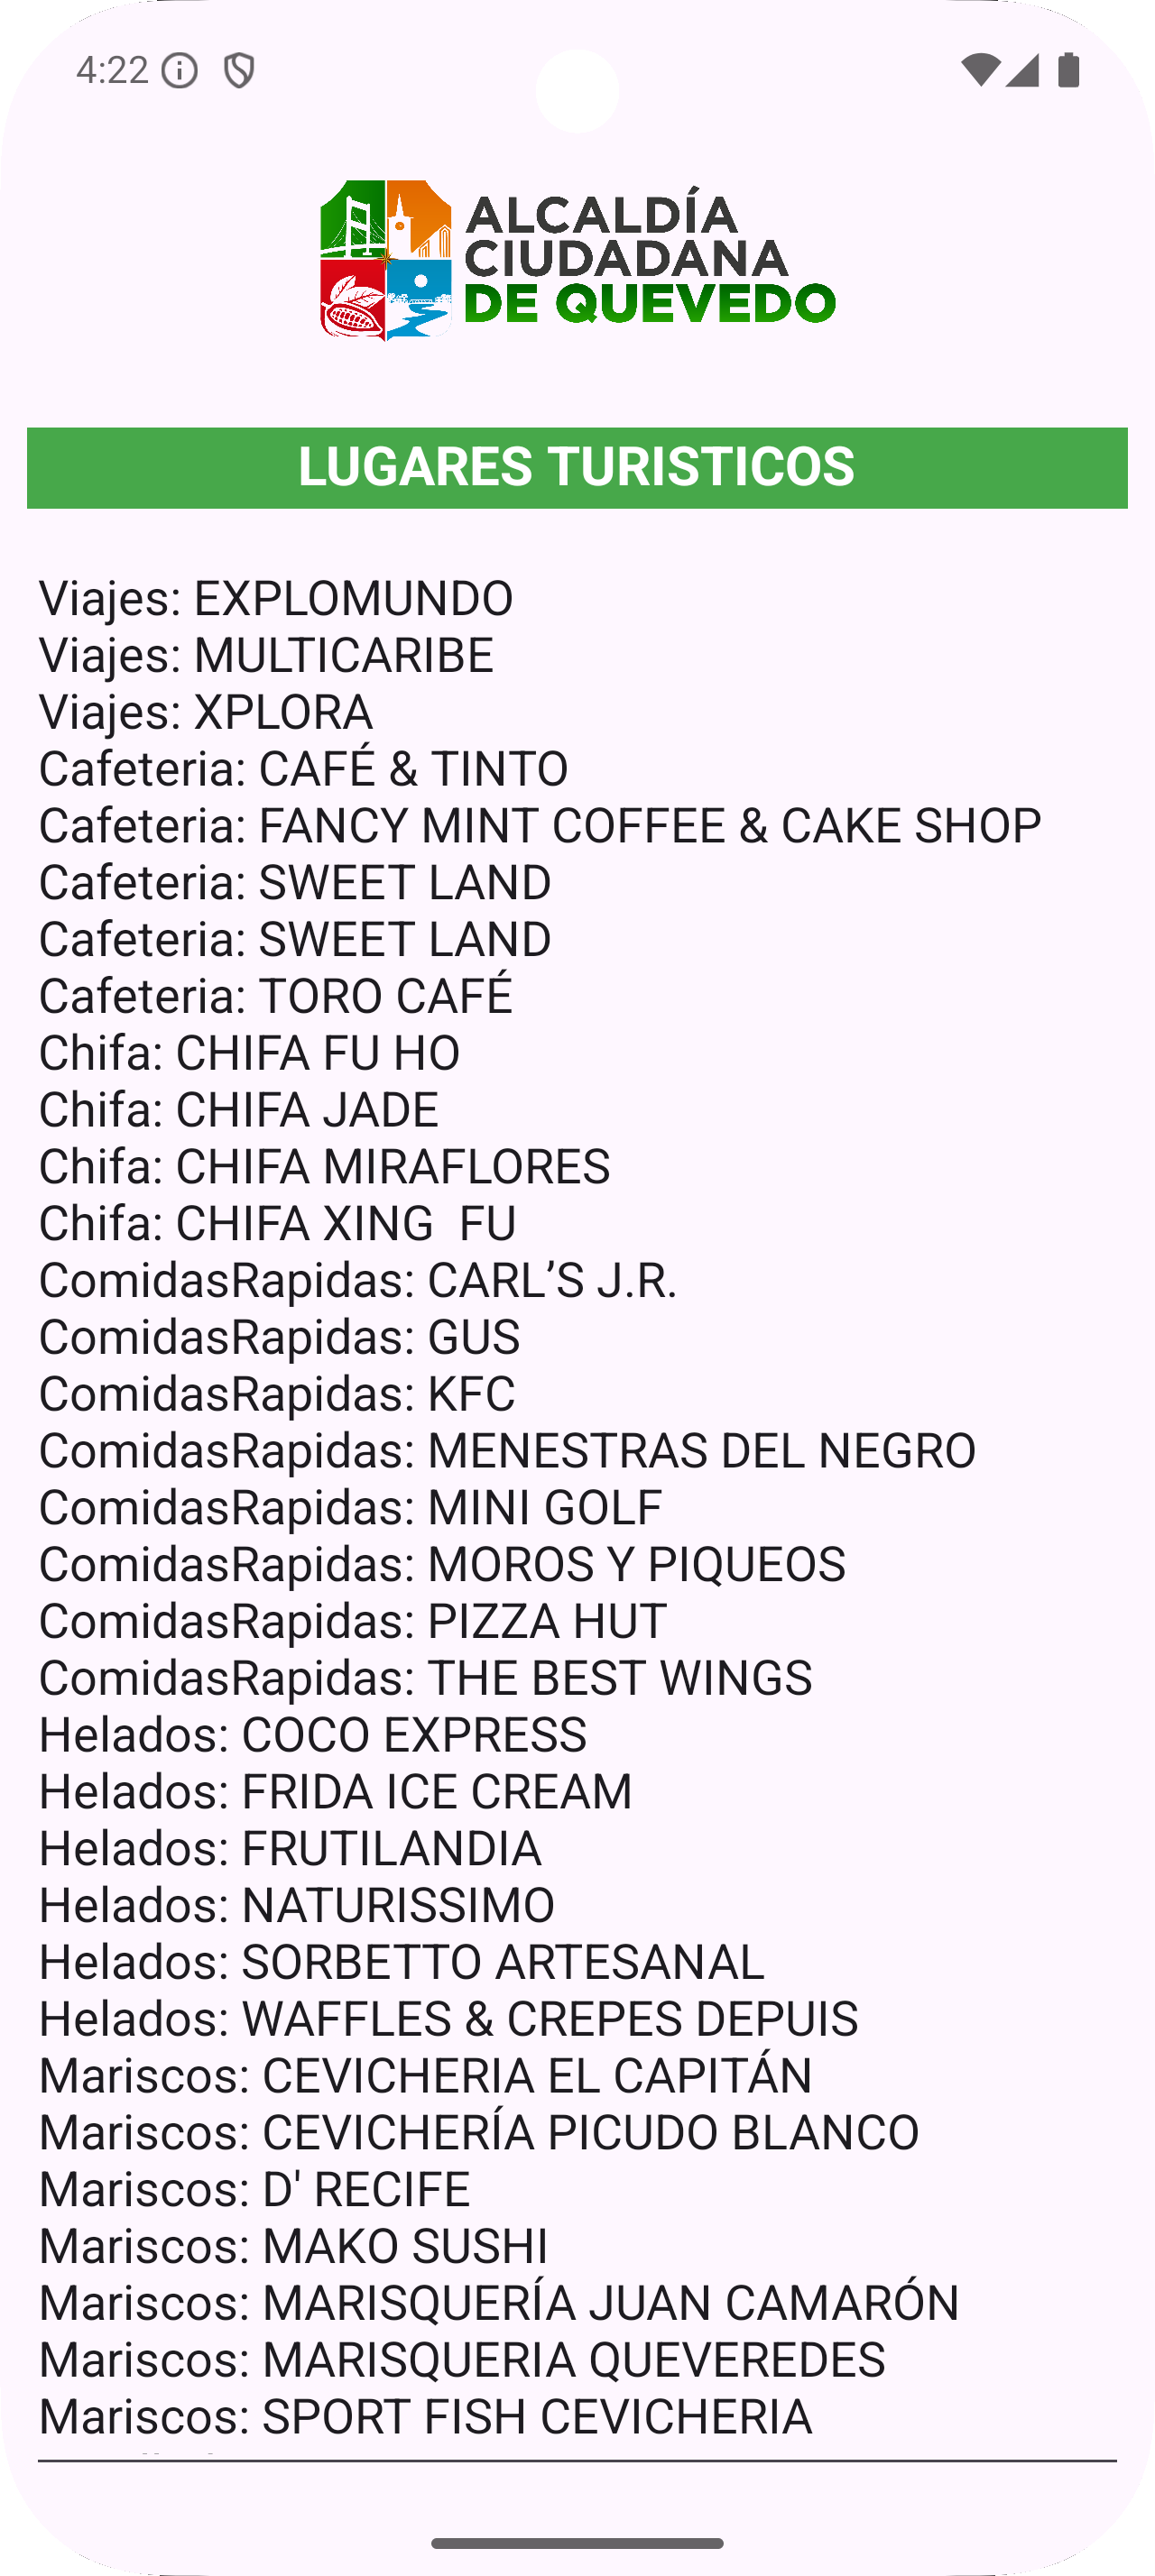 4:22
ALCALDÍA
CIUDADANA
DE QUEVEDO
LUGARES TURISTICOS
Viajes: EXPLOMUNDO
Viajes: MULTICARIBE
Viajes: XPLORA
Cafeteria: CAFÉ & TINTO
Cafeteria: FANCY MINT COFFEE & CAKE SHOP
Cafeteria: SWEET LAND
Cafeteria: SWEET LAND
Cafeteria: TORO CAFÉ
Chifa: CHIFA FU HO
Chifa: CHIFA JADE
Chifa: CHIFA MIRAFLORES
Chifa: CHIFA XING  FU
ComidasRapidas: CARL’S J.R.
ComidasRapidas: GUS
ComidasRapidas: KFC
ComidasRapidas: MENESTRAS DEL NEGRO
ComidasRapidas: MINI GOLF
ComidasRapidas: MOROS Y PIQUEOS
ComidasRapidas: PIZZA HUT
ComidasRapidas: THE BEST WINGS
Helados: COCO EXPRESS
Helados: FRIDA ICE CREAM
Helados: FRUTILANDIA
Helados: NATURISSIMO
Helados: SORBETTO ARTESANAL
Helados: WAFFLES & CREPES DEPUIS
Mariscos: CEVICHERIA EL CAPITÁN
Mariscos: CEVICHERÍA PICUDO BLANCO
Mariscos: D' RECIFE
Mariscos: MAKO SUSHI
Mariscos: MARISQUERÍA JUAN CAMARÓN
Mariscos: MARISQUERIA QUEVEREDES
Mariscos: SPORT FISH CEVICHERIA